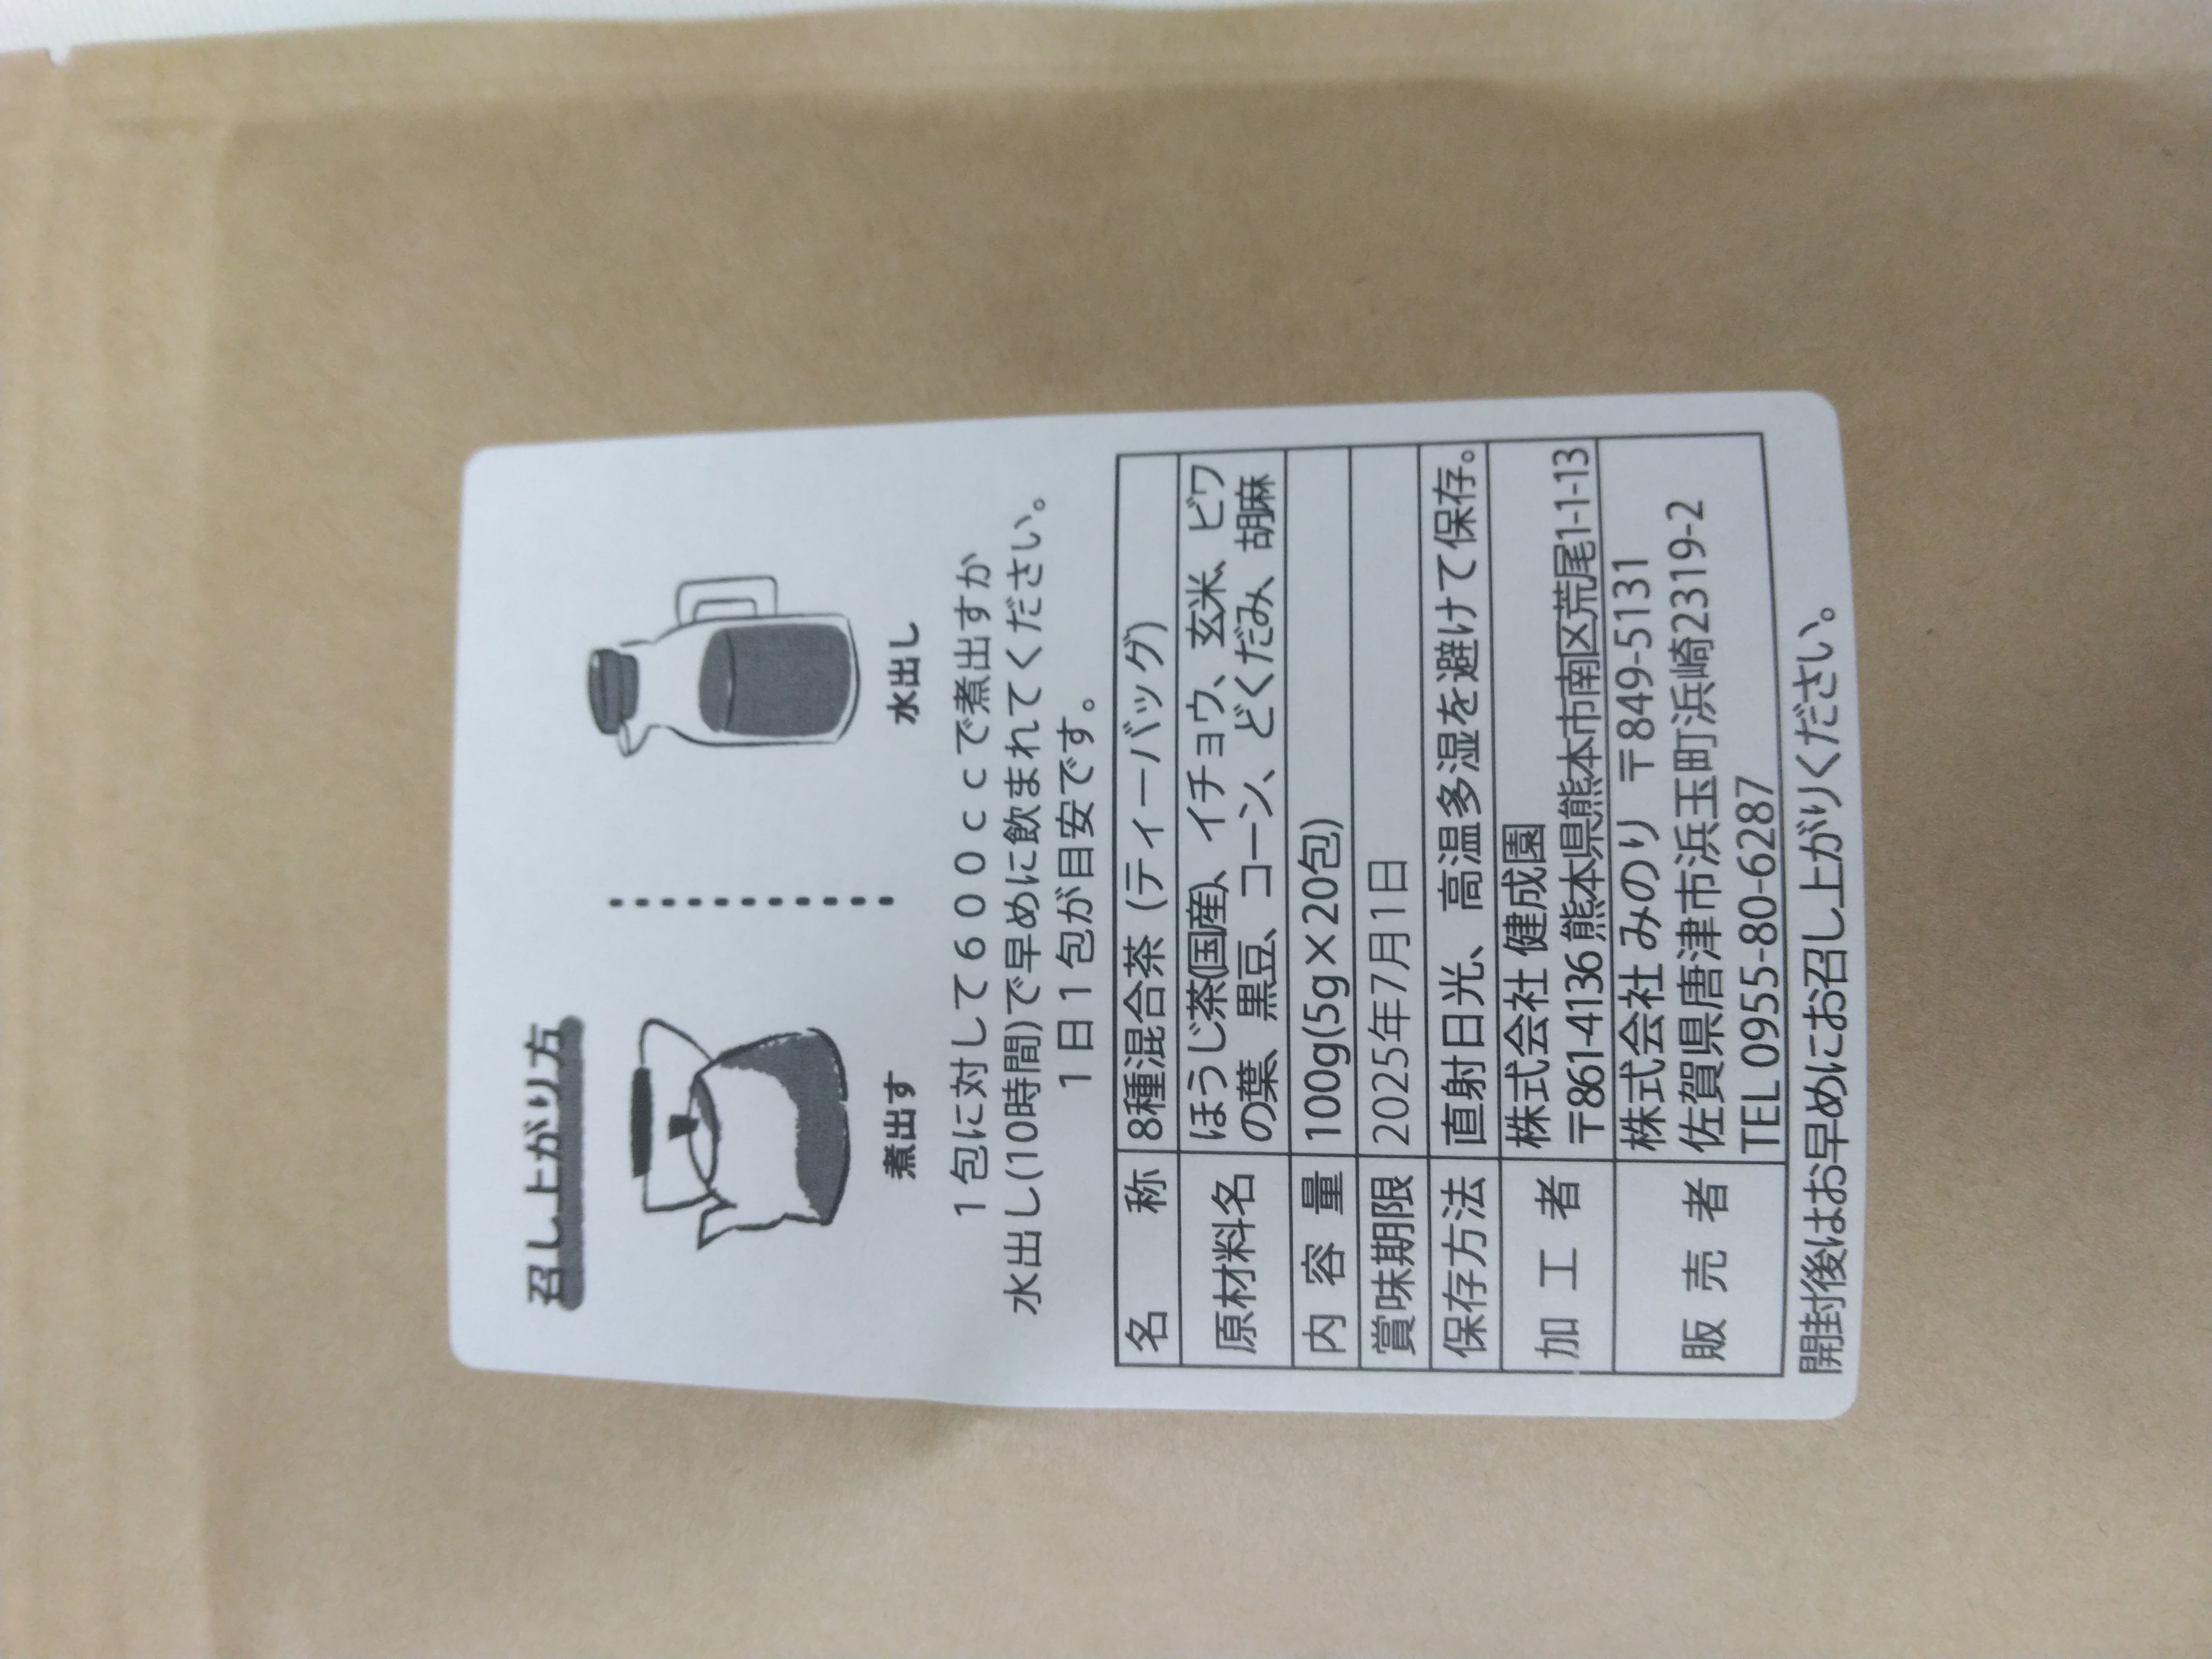 召し上がり方
煮出す
水出し
1包に対して600ccで煮出すか
水出し(10時間)で早めに飲まれてください。
1日1包が目安です。
名称 8種混合茶 (ティーバッグ)
原材料名 ほうじ茶(国産)、イチョウ、玄米、ビワ
の葉、黒豆、コーン、どくだみ、胡麻
内容量 100g(5g×20包)
賞味期限 2025年7月1日
保存方法 直射日光、高温多湿を避けて保存。
加工者 株式会社 健成園
〒861-4136 熊本県熊本市南区荒尾1-11-13
販売者 株式会社 みのり 〒849-5131
佐賀県唐津市浜玉町浜崎2319-2
TEL 0955-80-6287
開封後はお早めにお召し上がりください。